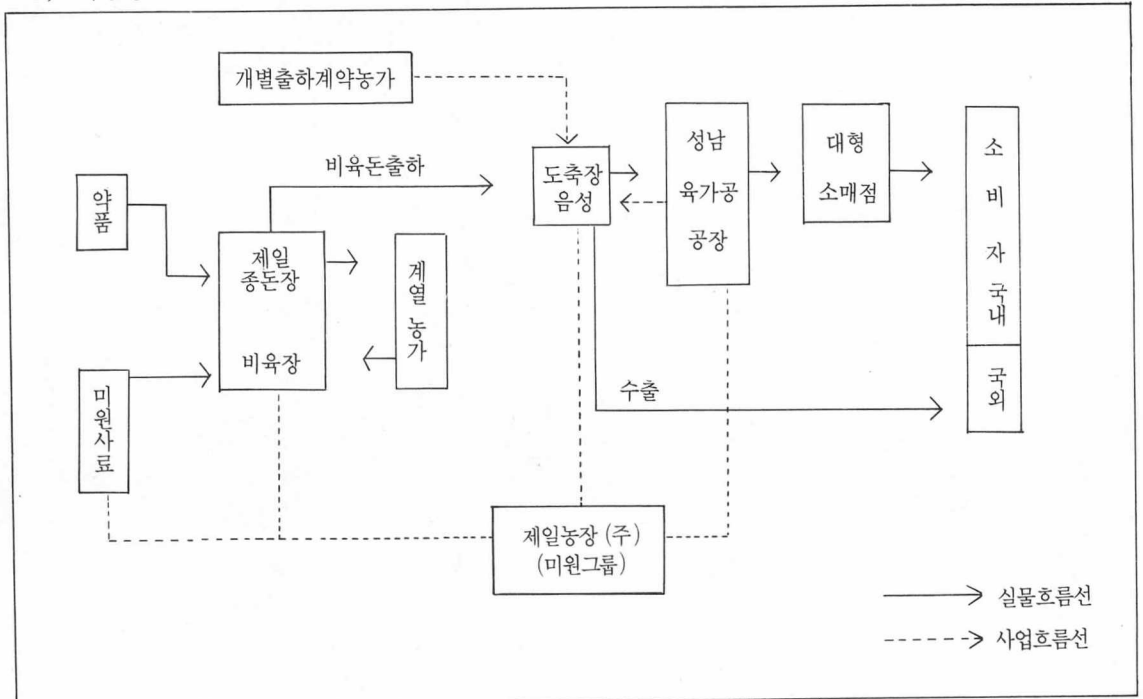 개별출하계약농가
비육돈출하
약품
미원사료
제일
종돈장
비육장
계열 농가
도축장
음성
성남
육가공
공장
대형
소매점
소비자 국내
국외
수출
제일농장 (주)
(미원그룹)
실물흐름선
사업흐름선